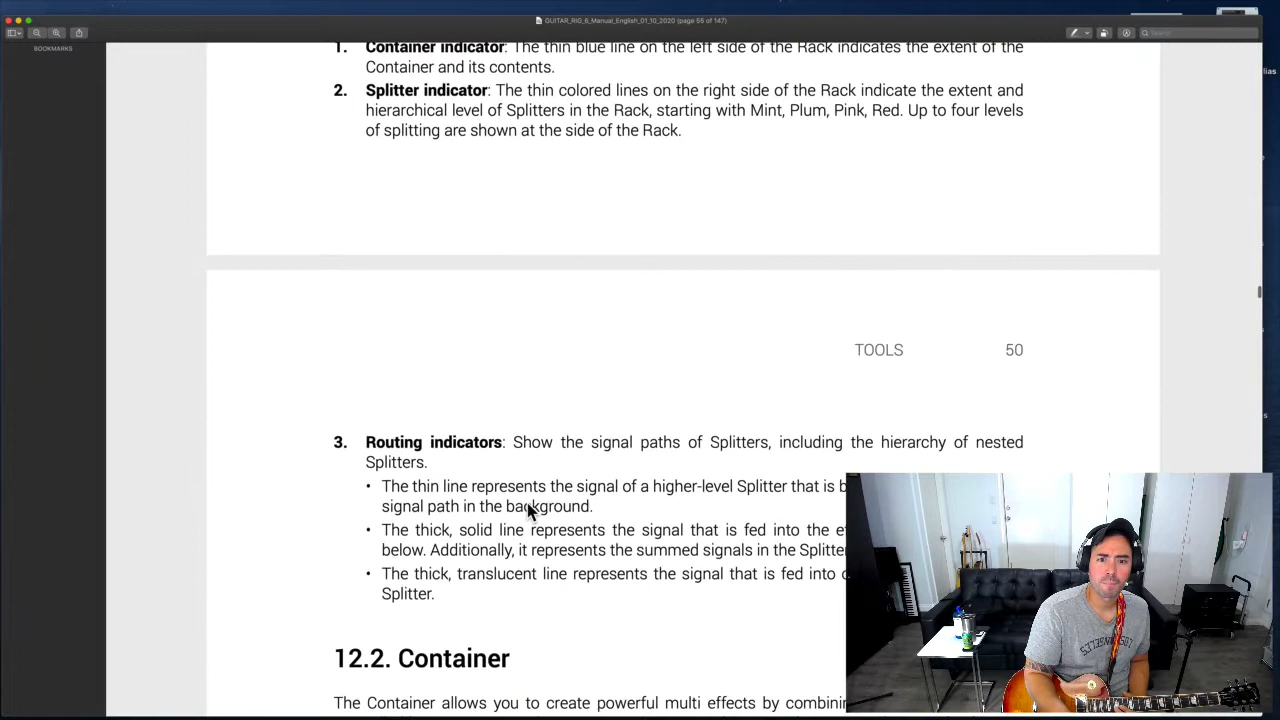 GUITAR_RIG_6_Manual_English_01_10_2020 (page 55 of 147)
Search
BOOKMARKS
1. Container indicator: The thin blue line on the left side of the Rack indicates the extent of the
Container and its contents.
2. Splitter indicator: The thin colored lines on the right side of the Rack indicate the extent and
hierarchical level of Splitters in the Rack, starting with Mint, Plum, Pink, Red. Up to four levels
of splitting are shown at the side of the Rack.
TOOLS 50
3. Routing indicators: Show the signal paths of Splitters, including the hierarchy of nested
Splitters.
• The thin line represents the signal of a higher-level Splitter that is
signal path in the background.
• The thick, solid line represents the signal that is fed into the
below. Additionally, it represents the summed signals in the Splitter
• The thick, translucent line represents the signal that is fed into
Splitter.
12.2. Container
The Container allows you to create powerful multi effects by
lias